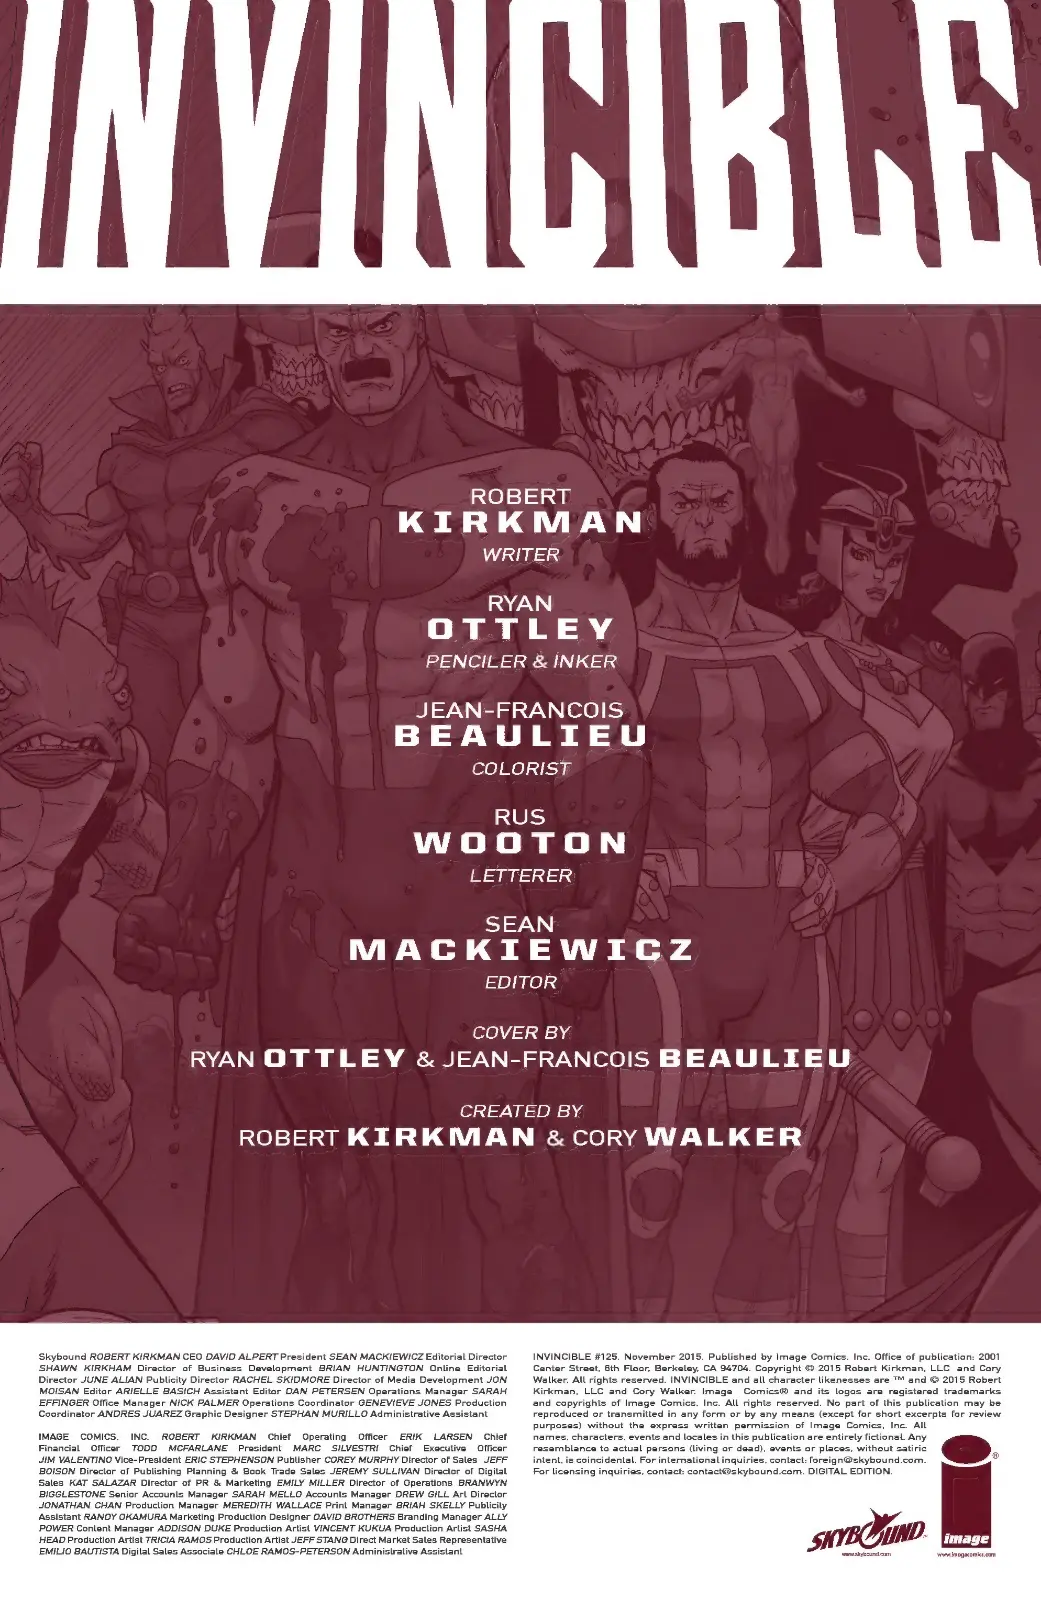 INVINCIBLE
ROBERT
KIRKMAN
WRITER
RYAN
OTTLEY
PENCILER & INKER
JEAN-FRANCOIS
BEAULIEU
COLORIST
RUS
WOOTON
LETTERER
SEAN
MACKIEWICZ
EDITOR
COVER BY
RYAN OTTLEY & JEAN-FRANCOIS BEAULIEU
CREATED BY
ROBERT KIRKMAN & CORY WALKER
Skybound ROBERT KIRKMAN CEO DAVID ALPERT President SEAN MACKIEWICZ Editorial Director
SHAWN KIRKHAM Director of Business Development BRIAN HUNTINGTON Online Editorial
Director JUNE ALIAN Publicity Director RACHEL SKIDMORE Director of Media Development JON
MOISAN Editor ARIELLE BASICH Assistant Editor DAN PETERSEN Operations Manager SARAH
EFFINGER Office Manager NICK PALMER Operations Coordinator GENEVIEVE JONES Production
Coordinator ANDRES JUAREZ Graphic Designer STEPHAN MURILLO Administrative Assistant
IMAGE COMICS, INC. ROBERT KIRKMAN Chief Operating Officer ERIK LARSEN Chief
Financial Officer TODD MCFARLANE President MARC SILVESTRI Chief Executive Officer
JIM VALENTINO Vice-President ERIC STEPHENSON Publisher COREY MURPHY Director of Sales JEFF
BOISON Director of Publishing Planning & Book Trade Sales JEREMY SULLIVAN Director of Digital
Sales KAT SALAZAR Director of PR & Marketing EMILY MILLER Director of Operations BRANWYN
BIGGLESTONE Senior Accounts Manager SARAH MELLO Accounts Manager DREW GILL Art Director
JONATHAN CHAN Production Manager MEREDITH WALLACE Print Manager BRIAH SKELLY Publicity
Assistant RANDY OKAMURA Marketing Production Designer DAVID BROTHERS Branding Manager ALLY
POWER Content Manager ADDISON DUKE Production Artist VINCENT KUKUA Production Artist SASHA
HEAD Production Artist TRICIA RAMOS Production Artist JEFF STANG Direct Market Sales Representative
EMILIO BAUTISTA Digital Sales Associate CHLOE RAMOS-PETERSON Administrative Assistant
INVINCIBLE #125. November 2015. Published by Image Comics, Inc. Office of publication: 2001
Center Street, 6th Floor, Berkeley, CA 94704. Copyright © 2015 Robert Kirkman, LLC and Cory
Walker. All rights reserved. INVINCIBLE and all character likenesses are ™ and © 2015 Robert
Kirkman, LLC and Cory Walker. Image Comics® and its logos are registered trademarks
and copyrights of Image Comics, Inc. All rights reserved. No part of this publication may be
reproduced or transmitted in any form or by any means (except for short excerpts for review
purposes) without the express written permission of Image Comics, Inc. All
names, characters, events and locales in this publication are entirely fictional. Any
resemblance to actual persons (living or dead), events or places, without satiric
intent, is coincidental. For international inquiries, contact: foreign@skybound.com.
For licensing inquiries, contact: contact@skybound.com. DIGITAL EDITION.
SKYBOUND™
www.skybound.com
image®
www.imagecomics.com